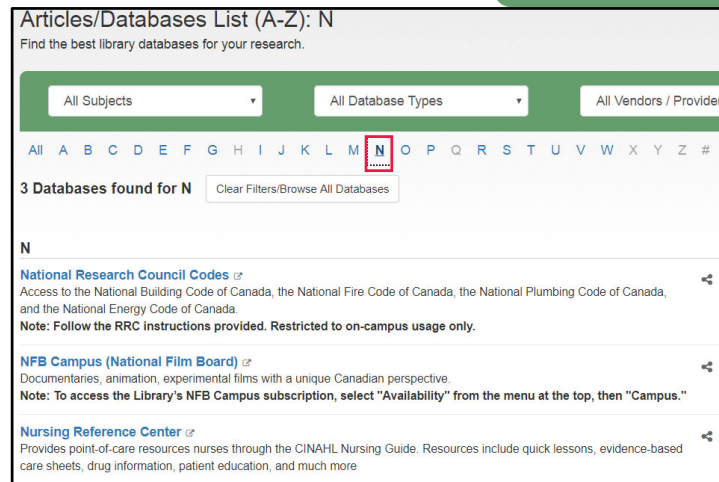 Articles/Databases List (A-Z): N
Find the best library databases for your research.
All Subjects All Database Types All Vendors / Provider
All A B C D E F G H I J K L M N O P Q R S T U V W X Y Z #
3 Databases found for N Clear Filters/Browse All Databases
N
National Research Council Codes
Access to the National Building Code of Canada, the National Fire Code of Canada, the National Plumbing Code of Canada,
and the National Energy Code of Canada.
Note: Follow the RRC instructions provided. Restricted to on-campus usage only.
NFB Campus (National Film Board)
Documentaries, animation, experimental films with a unique Canadian perspective.
Note: To access the Library's NFB Campus subscription, select "Availability" from the menu at the top, then "Campus."
Nursing Reference Center
Provides point-of-care resources nurses through the CINAHL Nursing Guide. Resources include quick lessons, evidence-based
care sheets, drug information, patient education, and much more